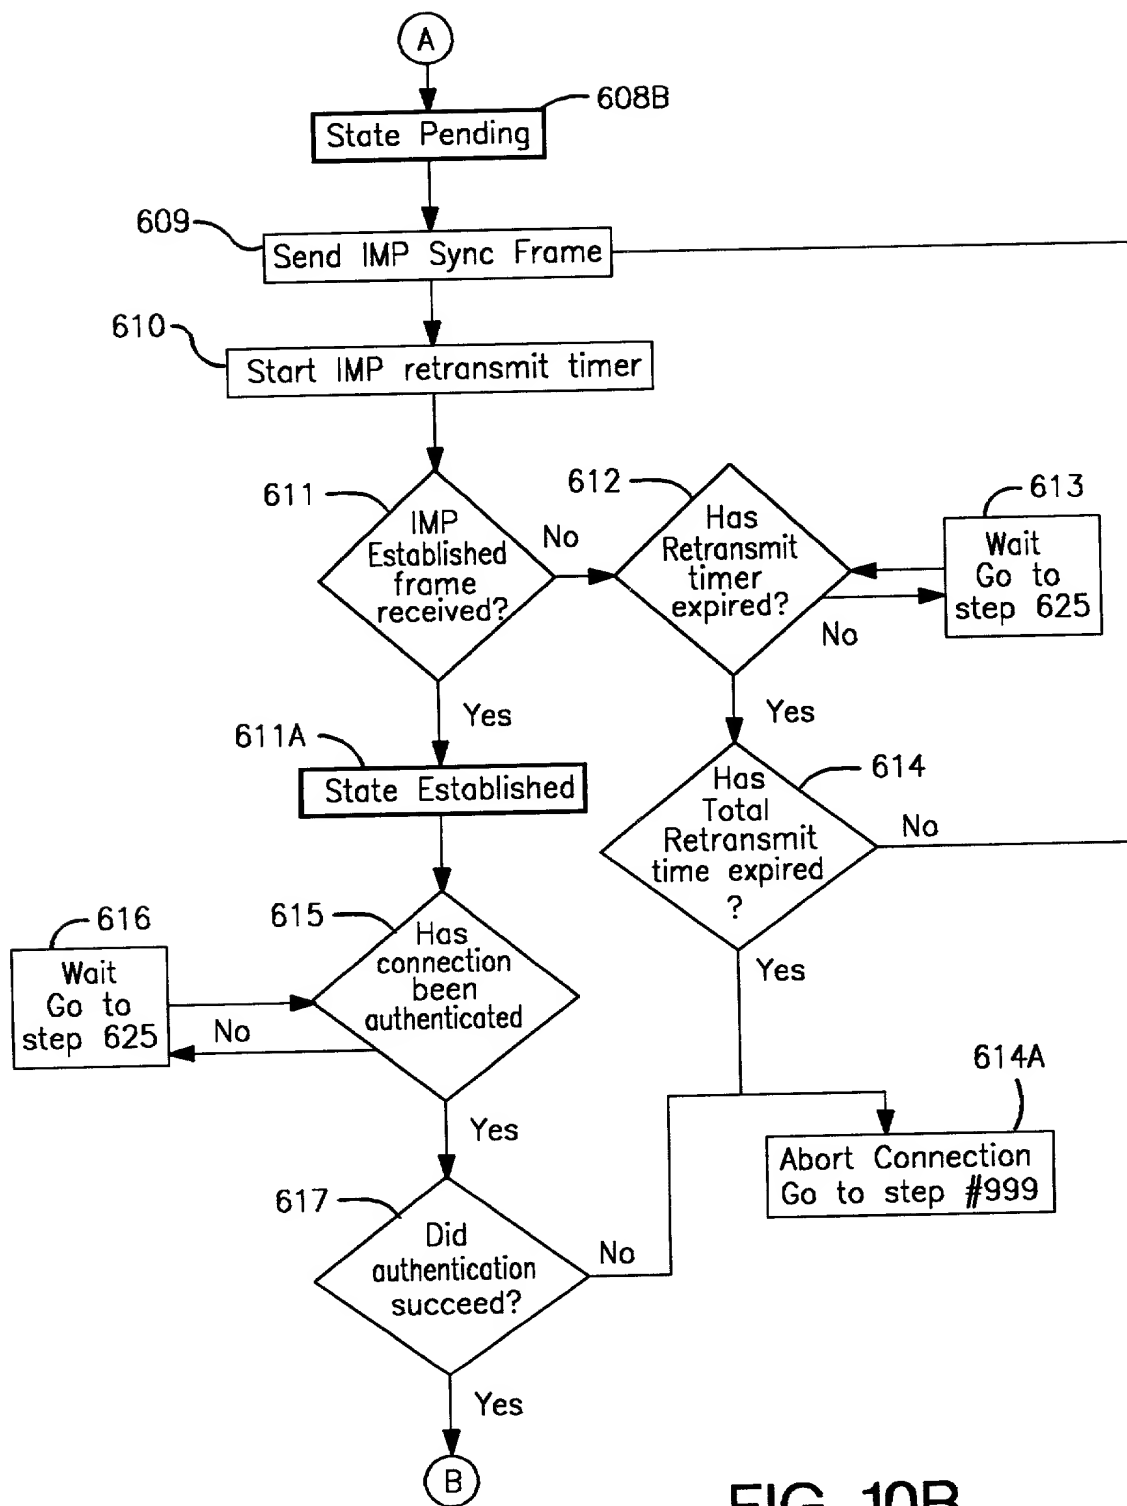 A
608B
State Pending
609
Send IMP Sync Frame
610
Start IMP retransmit timer
611
IMP
Established
frame
received?
No
612
Has
Retransmit
timer
expired?
No
613
Wait
Go to
step 625
Yes
Yes
611A
State Established
614
Has
Total
Retransmit
time expired
?
No
616
Wait
Go to
step 625
No
615
Has
connection
been
authenticated
Yes
Yes
614A
Abort Connection
Go to step #999
617
Did
authentication
succeed?
No
Yes
B
FIG. 10B